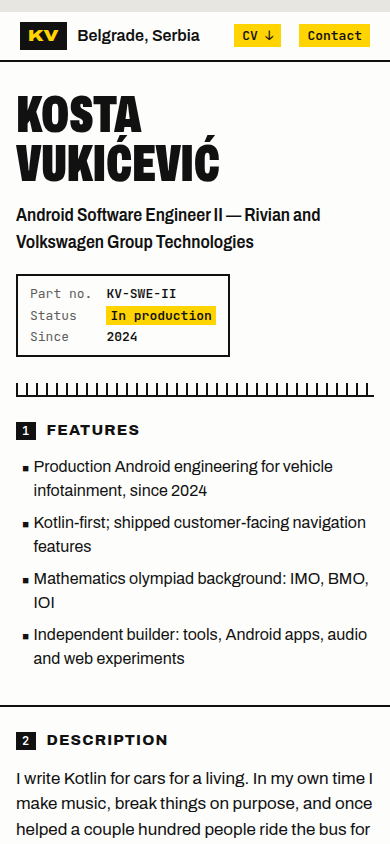 KV Belgrade, Serbia CV ↓ Contact
KOSTA
VUKIĆEVIĆ
Android Software Engineer II — Rivian and
Volkswagen Group Technologies
Part no. KV-SWE-II
Status In production
Since 2024
1 FEATURES
▪ Production Android engineering for vehicle
infotainment, since 2024
▪ Kotlin-first; shipped customer-facing navigation
features
▪ Mathematics olympiad background: IMO, BMO,
IOI
▪ Independent builder: tools, Android apps, audio
and web experiments
2 DESCRIPTION
I write Kotlin for cars for a living. In my own time I
make music, break things on purpose, and once
helped a couple hundred people ride the bus for